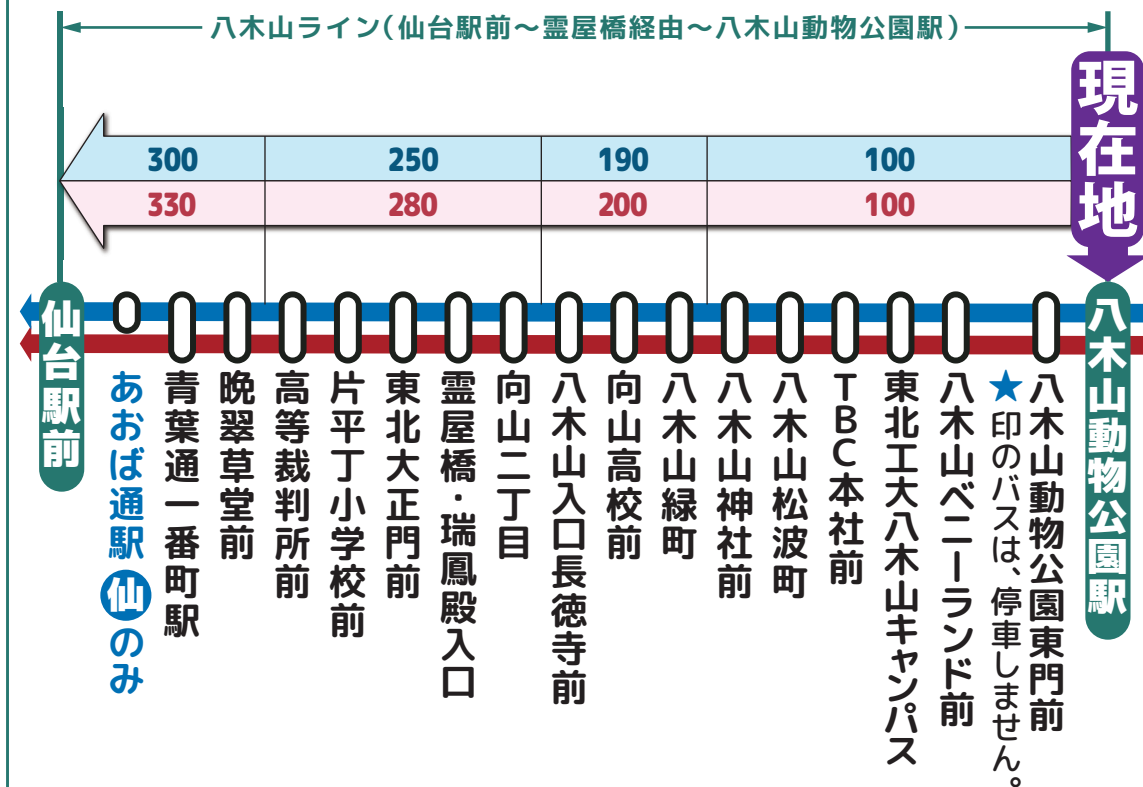 八木山ライン(仙台駅前～霊屋橋経由～八木山動物公園駅)
現在地
300 250 190 100
330 280 200 100
仙台駅前
あおば通駅 仙のみ
青葉通一番町駅
晩翠草堂前
高等裁判所前
片平丁小学校前
東北大正門前
霊屋橋・瑞鳳殿入口
向山二丁目
八木山入口長徳寺前
向山高校前
八木山緑町
八木山神社前
八木山松波町
TBC本社前
東北工大八木山キャンパス
八木山ベニーランド前
★印のバスは、停車しません。
八木山動物公園東門前
八木山動物公園駅